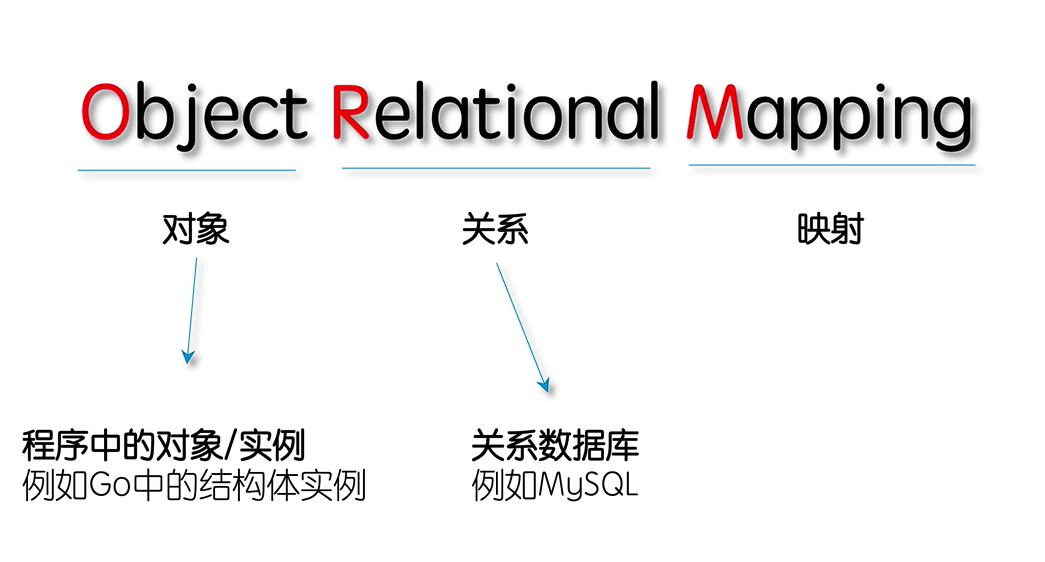 Object Relational Mapping
对象 关系 映射
程序中的对象/实例
例如Go中的结构体实例
关系数据库
例如MySQL